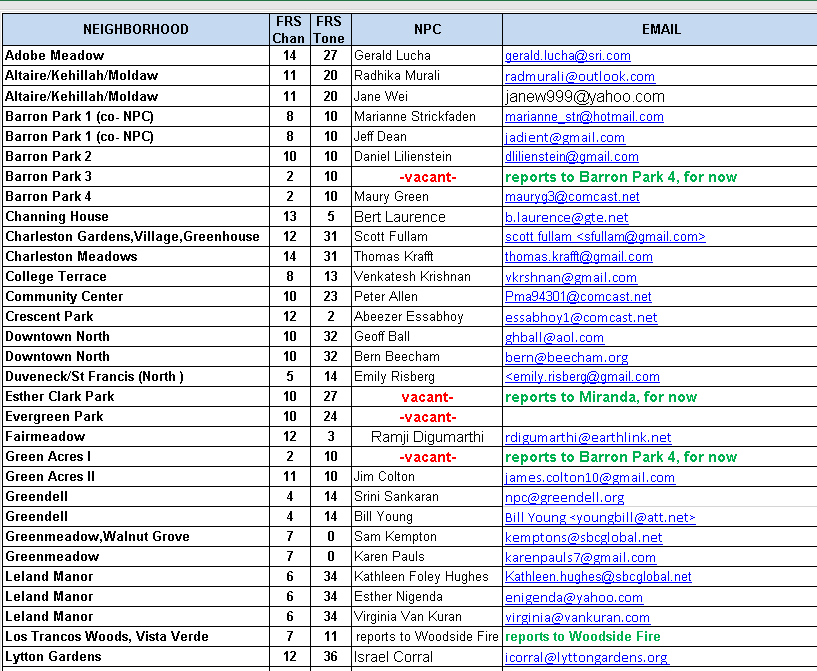 NEIGHBORHOOD FRS Chan FRS Tone NPC EMAIL
Adobe Meadow 14 27 Gerald Lucha gerald.lucha@sri.com
Altaire/Kehillah/Moldaw 11 20 Radhika Murali radmurali@outlook.com
Altaire/Kehillah/Moldaw 11 20 Jane Wei janew999@yahoo.com
Barron Park 1 (co- NPC) 8 10 Marianne Strickfaden marianne_str@hotmail.com
Barron Park 1 (co- NPC) 8 10 Jeff Dean jadient@gmail.com
Barron Park 2 10 10 Daniel Lilienstein dlilienstein@gmail.com
Barron Park 3 2 10 -vacant- reports to Barron Park 4, for now
Barron Park 4 2 10 Maury Green mauryg3@comcast.net
Channing House 13 5 Bert Laurence b.laurence@gte.net
Charleston Gardens,Village,Greenhouse 12 31 Scott Fullam scott fullam <sfullam@gmail.com>
Charleston Meadows 14 31 Thomas Krafft thomas.krafft@gmail.com
College Terrace 8 13 Venkatesh Krishnan vkrshnan@gmail.com
Community Center 10 23 Peter Allen Pma94301@comcast.net
Crescent Park 12 2 Abeezer Essabhoy essabhoy1@comcast.net
Downtown North 10 32 Geoff Ball ghball@aol.com
Downtown North 10 32 Bern Beecham bern@beecham.org
Duveneck/St Francis (North ) 5 14 Emily Risberg <emily.risberg@gmail.com
Esther Clark Park 10 27 vacant- reports to Miranda, for now
Evergreen Park 10 24 -vacant-
Fairmeadow 12 3 Ramji Digumarthi rdigumarthi@earthlink.net
Green Acres I 2 10 -vacant- reports to Barron Park 4, for now
Green Acres II 11 10 Jim Colton james.colton10@gmail.com
Greendell 4 14 Srini Sankaran npc@greendell.org
Greendell 4 14 Bill Young Bill Young <youngbill@att.net>
Greenmeadow,Walnut Grove 7 0 Sam Kempton kemptons@sbcglobal.net
Greenmeadow 7 0 Karen Pauls karenpauls7@gmail.com
Leland Manor 6 34 Kathleen Foley Hughes Kathleen.hughes@sbcglobal.net
Leland Manor 6 34 Esther Nigenda enigenda@yahoo.com
Leland Manor 6 34 Virginia Van Kuran virginia@vankuran.com
Los Trancos Woods, Vista Verde 7 11 reports to Woodside Fire reports to Woodside Fire
Lytton Gardens 12 36 Israel Corral icorral@lyttongardens.org